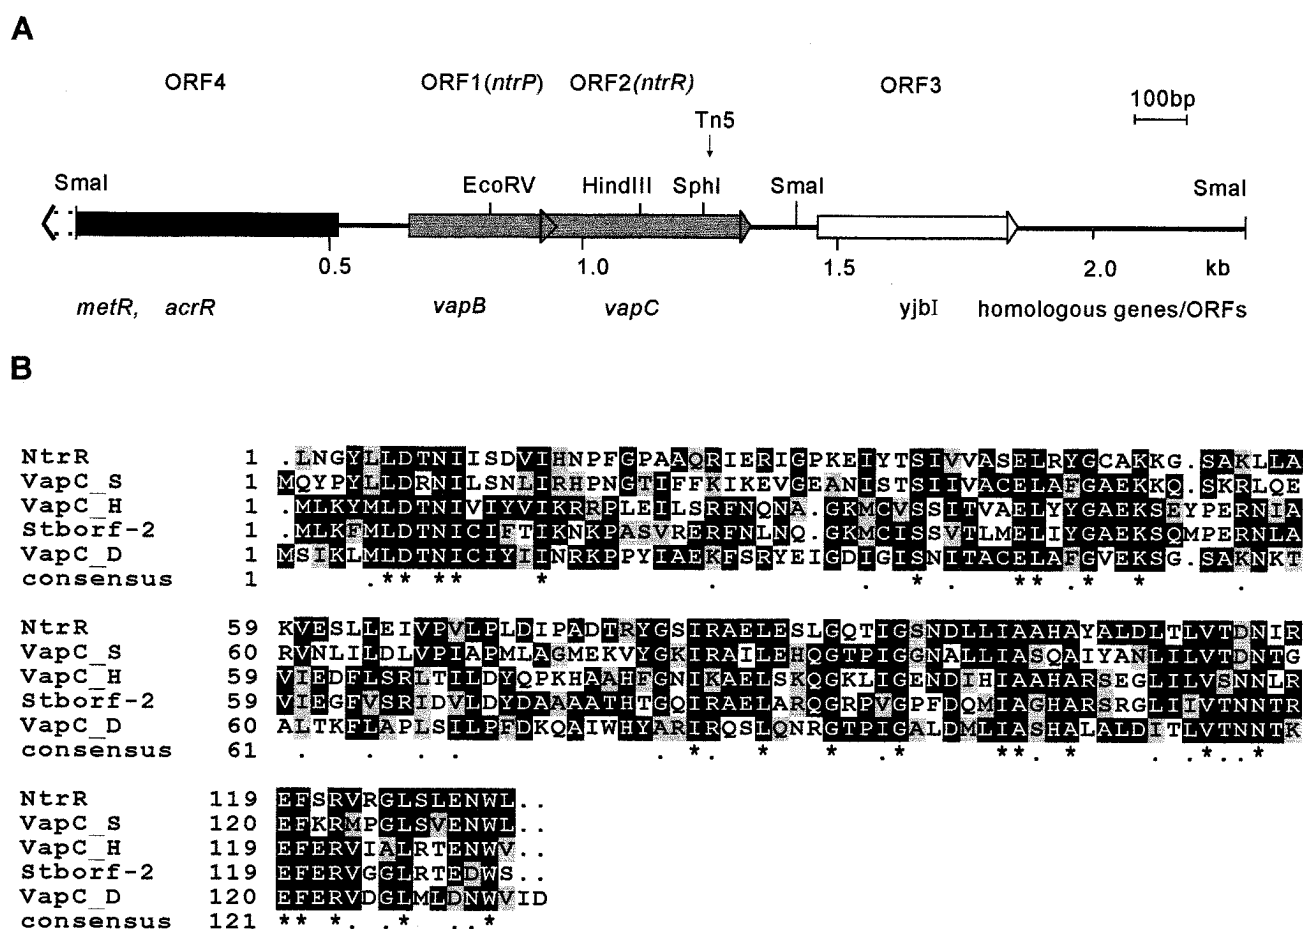 A
ORF4 ORF1(ntrP) ORF2(ntrR) ORF3
100bp
Tn5
SmaI EcoRV HindIII SphI SmaI SmaI
0.5 1.0 1.5 2.0 kb
metR, acrR vapB vapC yjbI homologous genes/ORFs
B
NtrR 1 .LNGYLLDTNIISDVIHNPFGPAAQRIERIGPKEIYTSIVVASELRYGCAKKG.SAKLLA
VapC_S 1 MQYPYLLDRNILSNLIRHPNGTIFFKIKEVGEANISTSIIVACELAFGAEKKQ.SKRLQE
VapC_H 1 .MLKYMLDTNIVIYVIKRRPLEILSRFNQNA.GKMCVSSITVAELYYGAEKSEYPERNIA
Stborf-2 1 .MLKFMLDTNICIFTIKNKPASVRERFNLNQ.GKMCISSVTLMELIYGAEKSQMPERNLA
VapC_D 1 MSIKLMLDTNICIYIINRKPPYIAEKFSRYEIGDIGISNITACELAFGVEKSG.SAKNKT
consensus 1 .** ** * . . * . ** .* * .
NtrR 59 KVESLLEIVPVLPLDIPADTRYGSIRAELESLGQTIGSNDLLIAAHAYALDLTLVTDNIR
VapC_S 60 RVNLILDLVPIAPMLAGMEKVYGKIRAILEHQGTPIGGNALLIASQAIYANLILVTDNTG
VapC_H 59 VIEDFLSRLTILDYQPKHAAHFGNIKAELSKQGKLIGENDIHIAAHARSEGLILVSNNLR
Stborf-2 59 VIEGFVSRIDVLDYDAAAATHTGQIRAELARQGRPVGPFDQMIAGHARSRGLIIVTNNTR
VapC_D 60 ALTKFLAPLSILPFDKQAIWHYARIRQSLQNRGTPIGALDMLIASHALALDITLVTNNTK
consensus 61 . . . . . *. * * .* . ** * . .*..*
NtrR 119 EFSRVRGLSLENWL..
VapC_S 120 EFKRMPGLSVENWL..
VapC_H 119 EFERVIALRTENWV..
Stborf-2 119 EFERVGGLRTEDWS..
VapC_D 120 EFERVDGLMLDNWVID
consensus 121 ** *. .* ..*